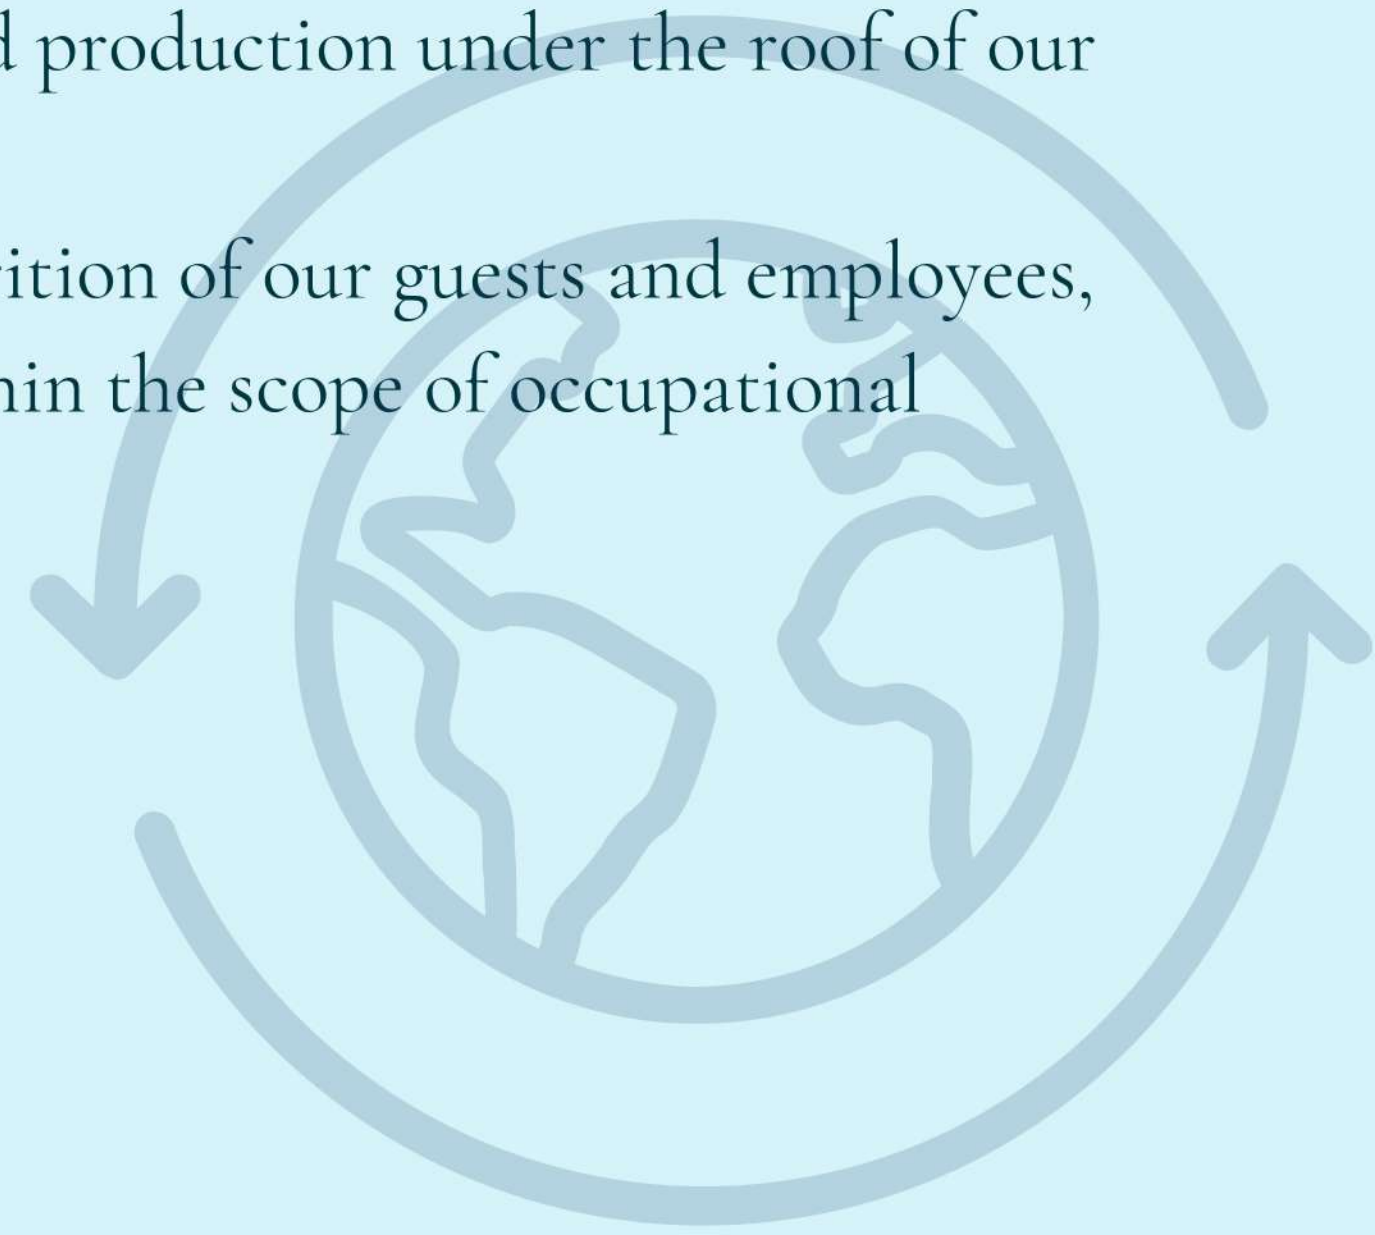 production under the roof of our
of our guests and employees,
the scope of occupational